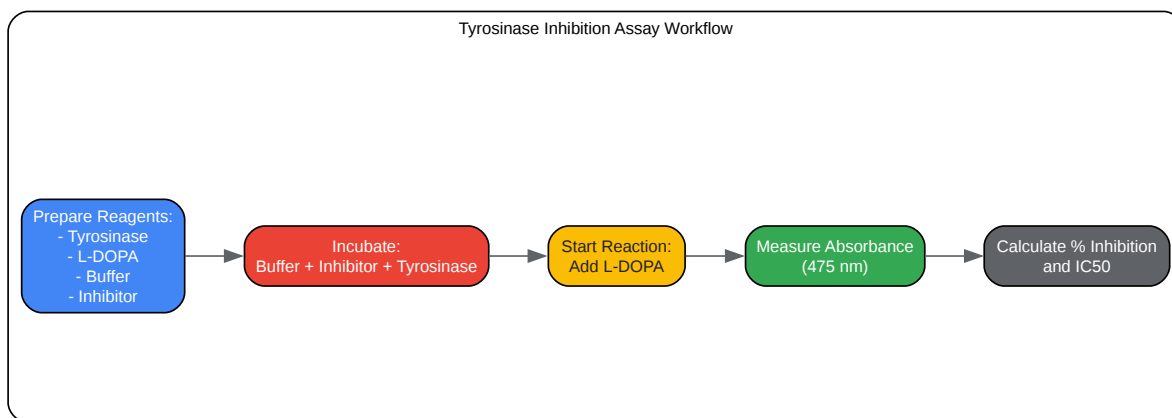 Tyrosinase Inhibition Assay Workflow
Prepare Reagents:
- Tyrosinase
- L-DOPA
- Buffer
- Inhibitor
Incubate:
Buffer + Inhibitor + Tyrosinase
Start Reaction:
Add L-DOPA
Measure Absorbance
(475 nm)
Calculate % Inhibition
and IC50